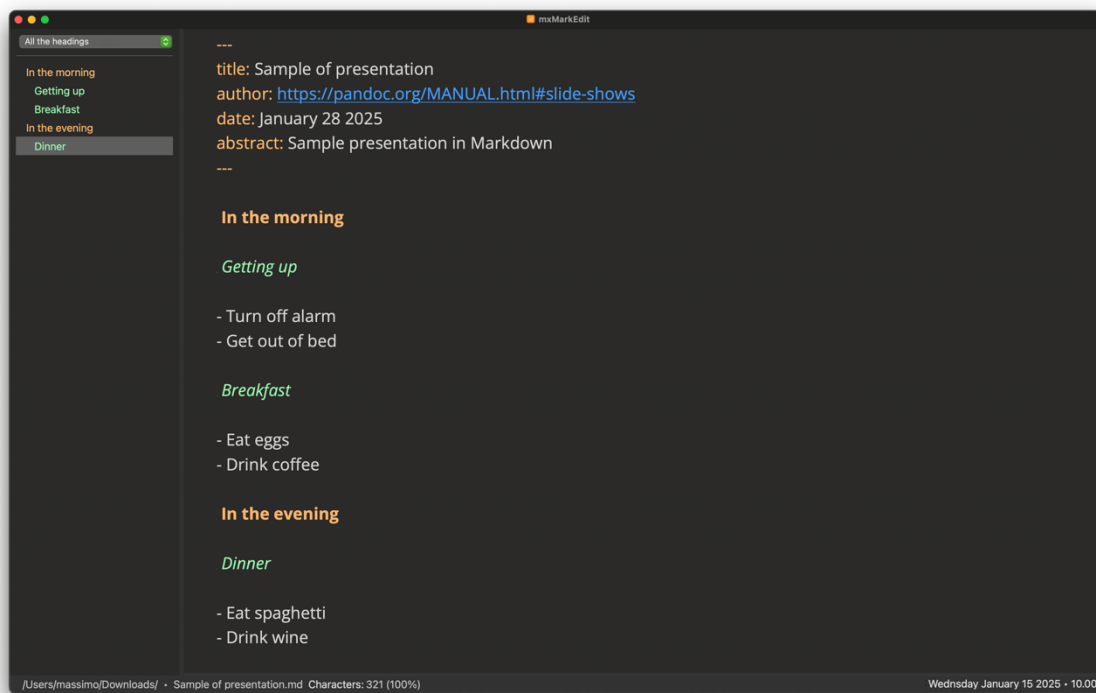 mxMarkEdit
All the headings
In the morning
Getting up
Breakfast
In the evening
Dinner
---
title: Sample of presentation
author: https://pandoc.org/MANUAL.html#slide-shows
date: January 28 2025
abstract: Sample presentation in Markdown
---
In the morning
Getting up
- Turn off alarm
- Get out of bed
Breakfast
- Eat eggs
- Drink coffee
In the evening
Dinner
- Eat spaghetti
- Drink wine
/Users/massimo/Downloads/ • Sample of presentation.md Characters: 321 (100%)
Wednsday January 15 2025 • 10.00